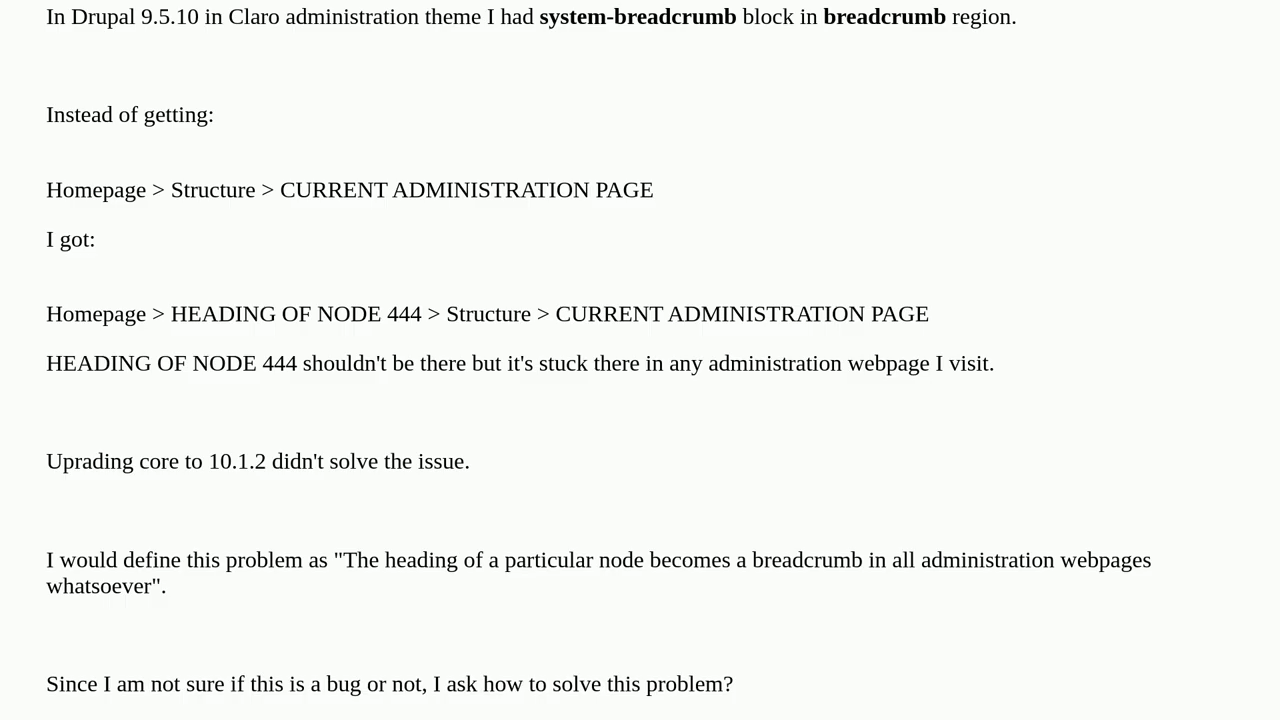 In Drupal 9.5.10 in Claro administration theme I had system-breadcrumb block in breadcrumb region.
Instead of getting:
Homepage > Structure > CURRENT ADMINISTRATION PAGE
I got:
Homepage > HEADING OF NODE 444 > Structure > CURRENT ADMINISTRATION PAGE
HEADING OF NODE 444 shouldn't be there but it's stuck there in any administration webpage I visit.
Uprading core to 10.1.2 didn't solve the issue.
I would define this problem as "The heading of a particular node becomes a breadcrumb in all administration webpages
whatsoever".
Since I am not sure if this is a bug or not, I ask how to solve this problem?